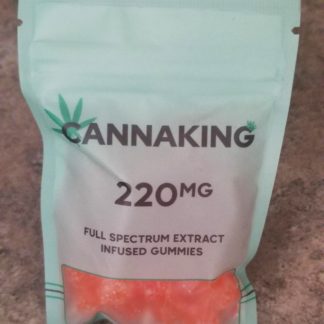 CANNAKING
220MG
FULL SPECTRUM EXTRACT
INFUSED GUMMIES